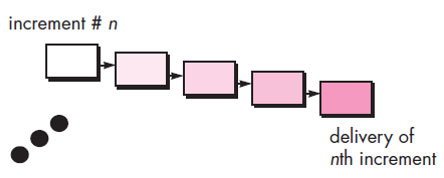 increment # n
delivery of
nth increment